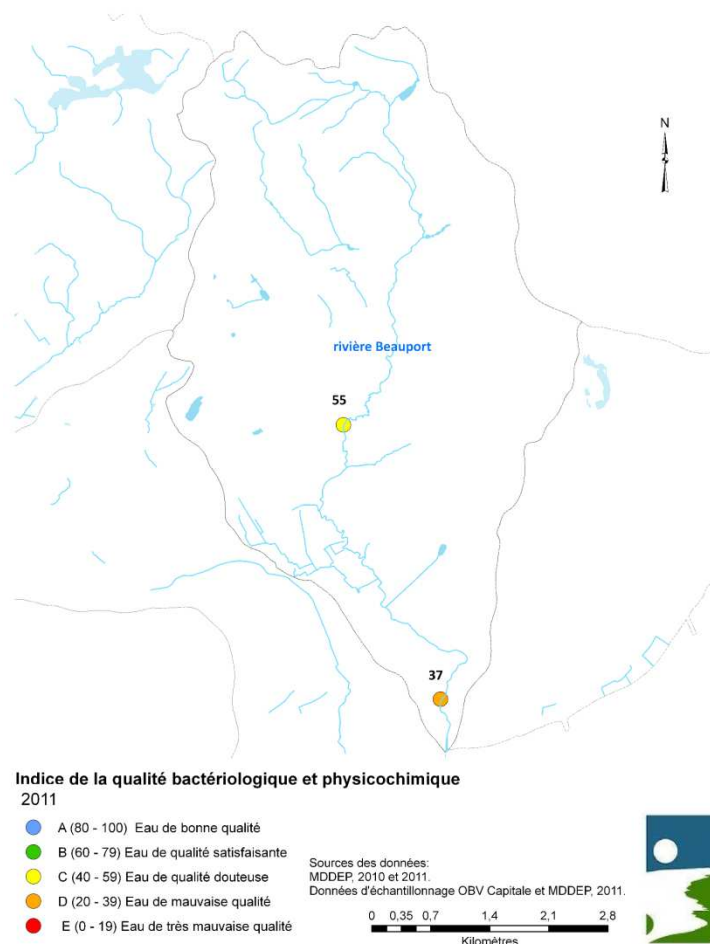 N
rivière Beauport
55
37
Indice de la qualité bactériologique et physicochimique
2011
A (80 - 100) Eau de bonne qualité
B (60 - 79) Eau de qualité satisfaisante
C (40 - 59) Eau de qualité douteuse
D (20 - 39) Eau de mauvaise qualité
E (0 - 19) Eau de très mauvaise qualité
Sources des données:
MDDEP, 2010 et 2011.
Données d'échantillonnage OBV Capitale et MDDEP, 2011.
0 0,35 0,7 1,4 2,1 2,8
Kilomètres